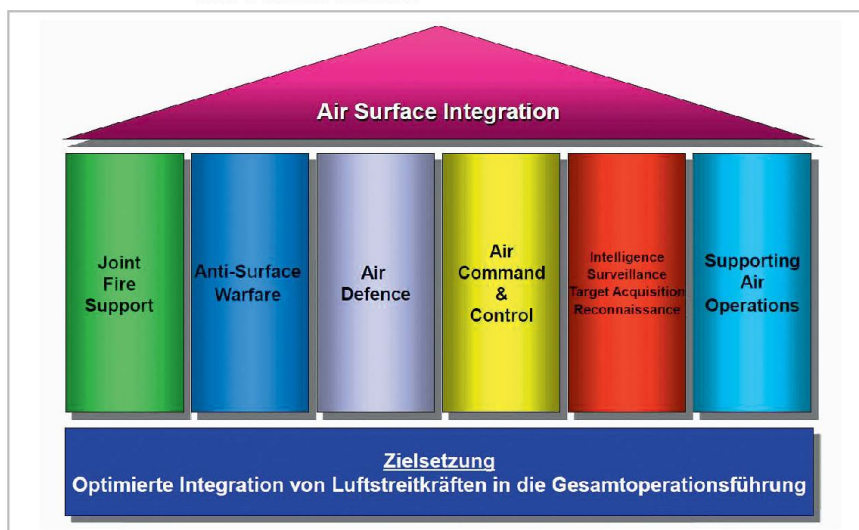 Air Surface Integration
Joint
Fire
Support
Anti-Surface
Warfare
Air
Defence
Air
Command
&
Control
Intelligence
Surveillance
Target Acquisition
Reconnaissance
Supporting
Air
Operations
Zielsetzung
Optimierte Integration von Luftstreitkräften in die Gesamtoperationsführung